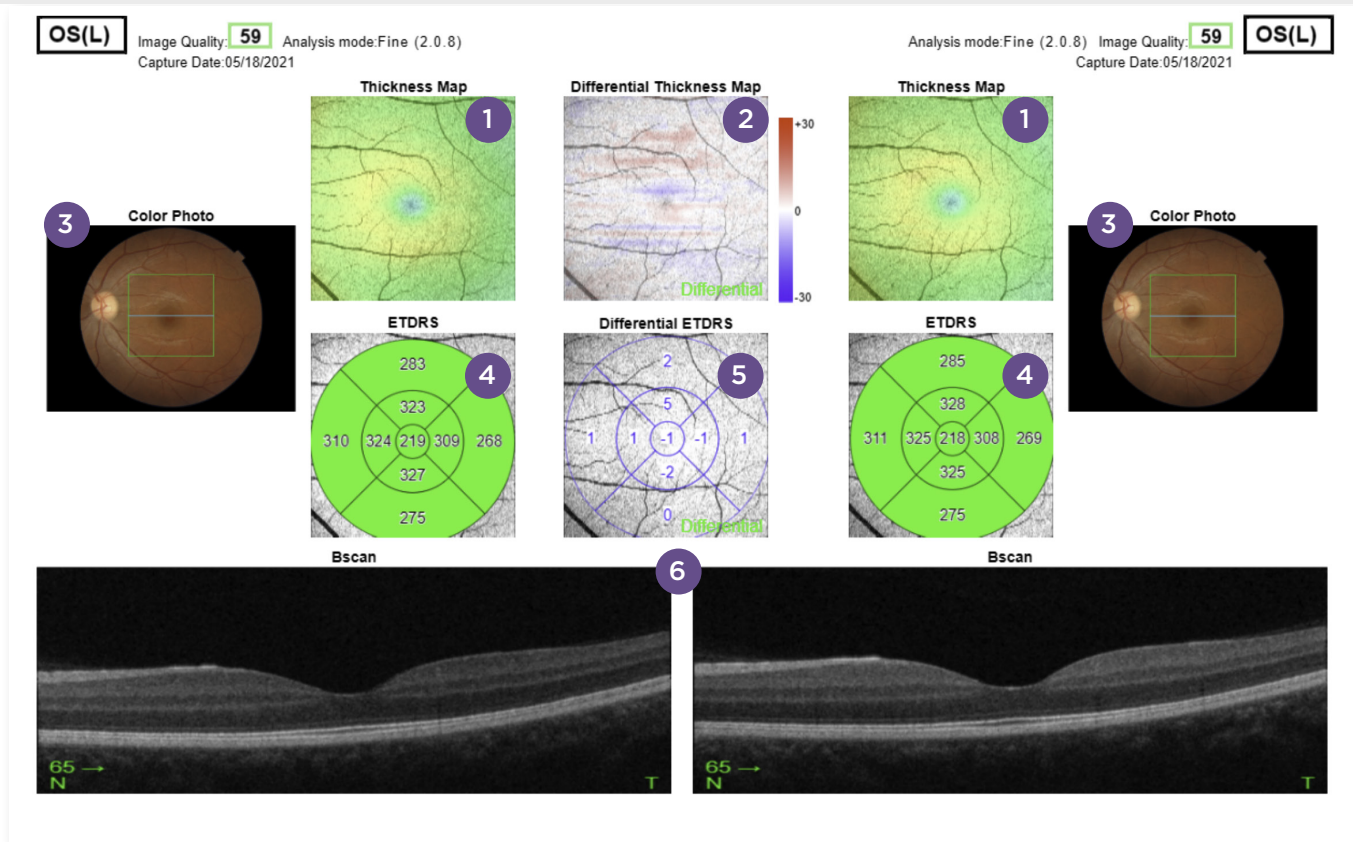 OS(L) Image Quality: 59 Analysis mode:Fine (2.0.8)
Capture Date:05/18/2021
Analysis mode:Fine (2.0.8) Image Quality: 59 OS(L)
Capture Date:05/18/2021
Thickness Map
1
Differential Thickness Map
2
+30
0
-30
Differential
Thickness Map
1
3
Color Photo
3
Color Photo
ETDRS
4
283
323
310 324 219 309 268
327
275
Differential ETDRS
5
2
5
1 1 -1 -1 1
-2
0
Differential
ETDRS
4
285
328
311 325 218 308 269
325
275
Bscan
6
Bscan
65 →
N T
65 →
N T